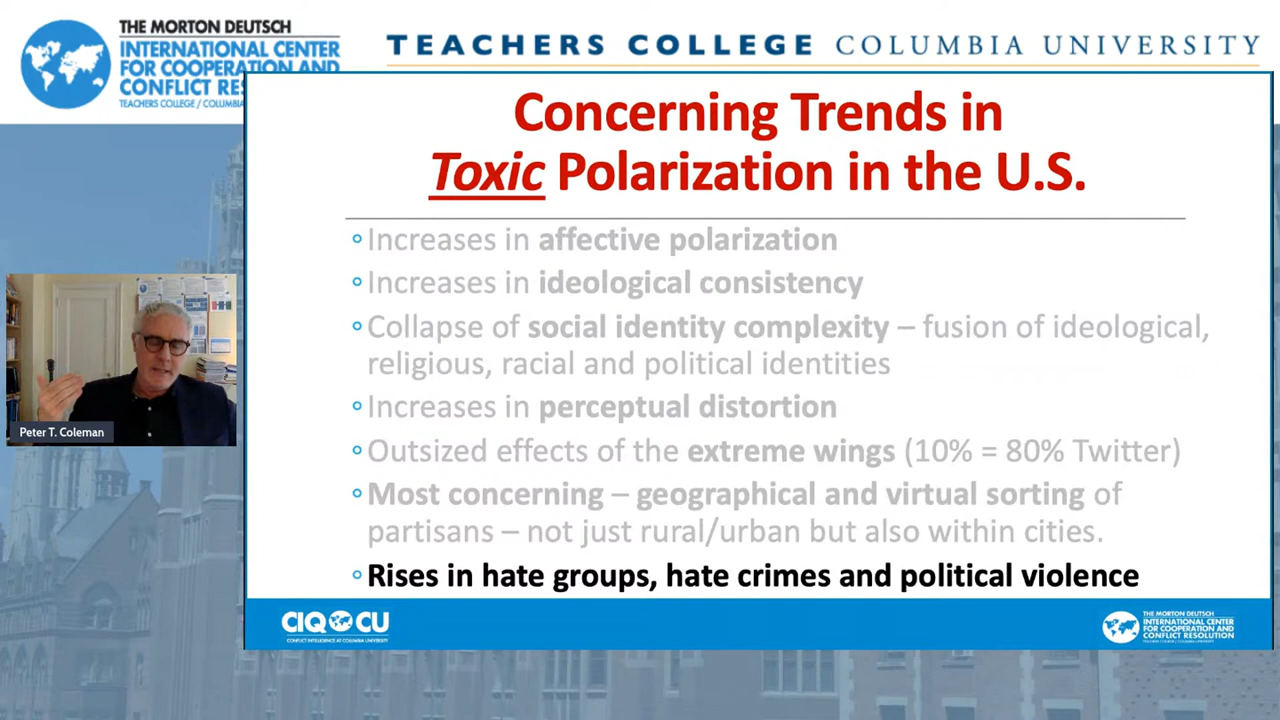 THE MORTON DEUTSCH
INTERNATIONAL CENTER
FOR COOPERATION AND
CONFLICT RES
TEACHERS COLLEGE / COLUMBIA
TEACHERS COLLEGE COLUMBIA UNIVERSITY
Concerning Trends in
Toxic Polarization in the U.S.
Increases in affective polarization
Increases in ideological consistency
Collapse of social identity complexity – fusion of ideological,
religious, racial and political identities
Increases in perceptual distortion
Outsized effects of the extreme wings (10% = 80% Twitter)
Most concerning – geographical and virtual sorting of
partisans – not just rural/urban but also within cities.
Rises in hate groups, hate crimes and political violence
Peter T. Coleman
CIQ CU
CONFLICT INTELLIGENCE AT COLUMBIA UNIVERSITY
THE MORTON DEUTSCH
INTERNATIONAL CENTER
FOR COOPERATION AND
CONFLICT RESOLUTION
TEACHERS COLLEGE / COLUMBIA UNIVERSITY